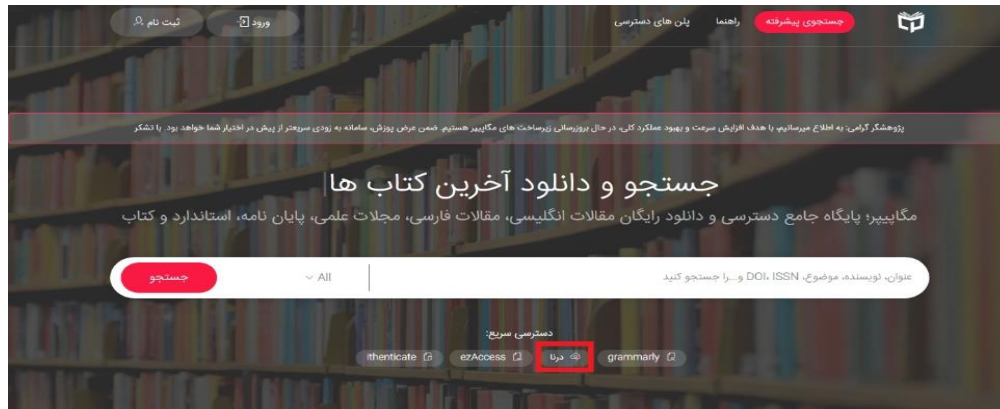 جستجوی پیشرفته راهنما پلن های دسترسی ورود ثبت نام
پژوهشگر گرامی: به اطلاع میرسانیم، با هدف افزایش سرعت و بهبود عملکرد کلی، در حال بروزرسانی زیرساخت های مگاپیپر هستیم. ضمن عرض پوزش، سامانه به زودی سریعتر از پیش در اختیار شما خواهد بود. با تشکر
جستجو و دانلود آخرین کتاب ها
مگاپیپر؛ پایگاه جامع دسترسی و دانلود رایگان مقالات انگلیسی، مقالات فارسی، مجلات علمی، پایان نامه، استاندارد و کتاب
عنوان، نویسنده، موضوع، DOI، ISSN و...را جستجو کنید All جستجو
دسترسی سریع:
grammarly درنا ezAccess ithenticate